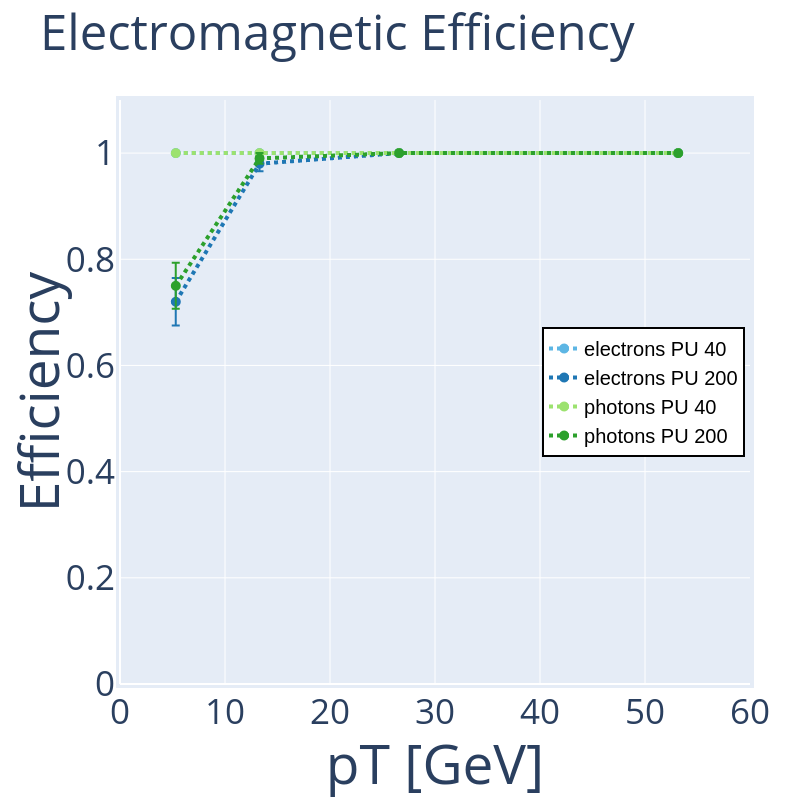 Electromagnetic Efficiency
Efficiency
1
0.8
0.6
0.4
0.2
0
0 10 20 30 40 50 60
pT [GeV]
electrons PU 40
electrons PU 200
photons PU 40
photons PU 200